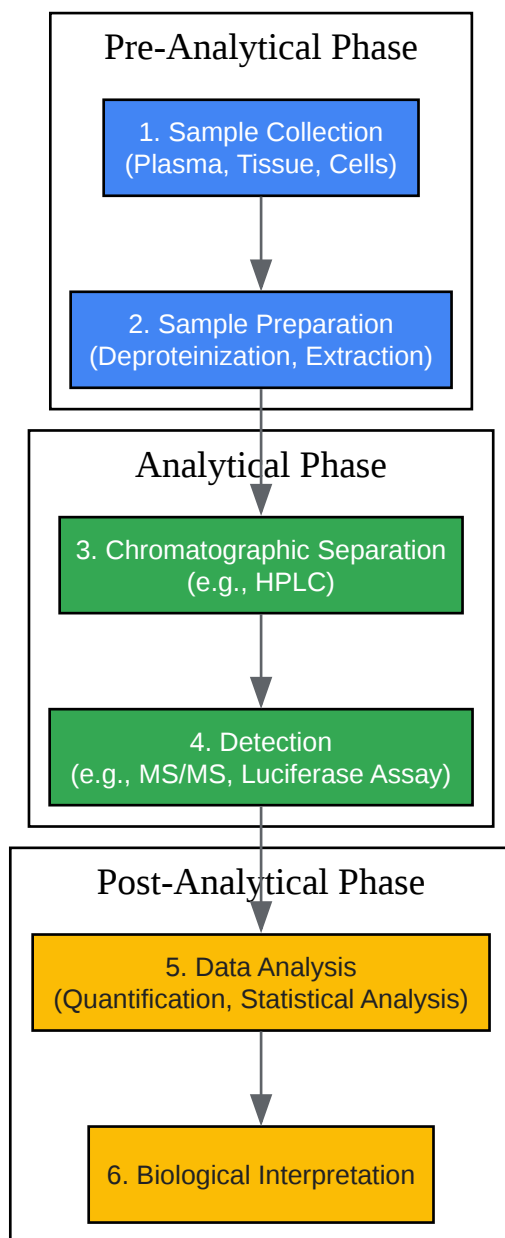 Pre-Analytical Phase
1. Sample Collection
(Plasma, Tissue, Cells)
2. Sample Preparation
(Deproteinization, Extraction)
Analytical Phase
3. Chromatographic Separation
(e.g., HPLC)
4. Detection
(e.g., MS/MS, Luciferase Assay)
Post-Analytical Phase
5. Data Analysis
(Quantification, Statistical Analysis)
6. Biological Interpretation